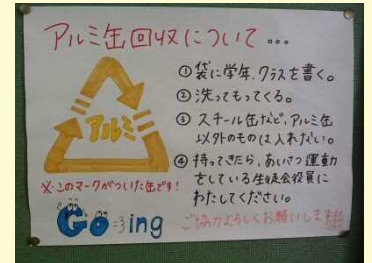 アルミ缶回収について...
①袋に学年、クラスを書く。
②洗ってもってくる。
③スチール缶など、アルミ缶
以外のものは入れない。
④持ってきたら、あいさつ運動
をしている生徒会役員に
わたしてください。
アルミ
※このマークがついた缶です!
Going
ご協力よろしくお願いします